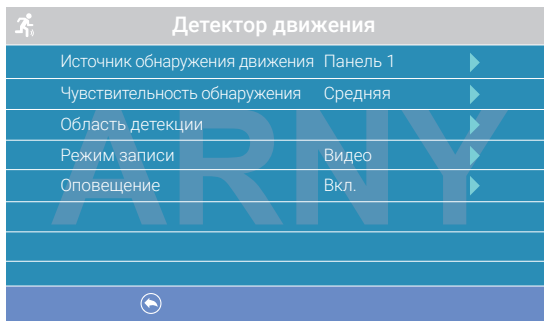 Детектор движения
Источник обнаружения движения Панель 1
Чувствительность обнаружения Средняя
Область детекции
Режим записи Видео
Оповещение Вкл.
ARNY